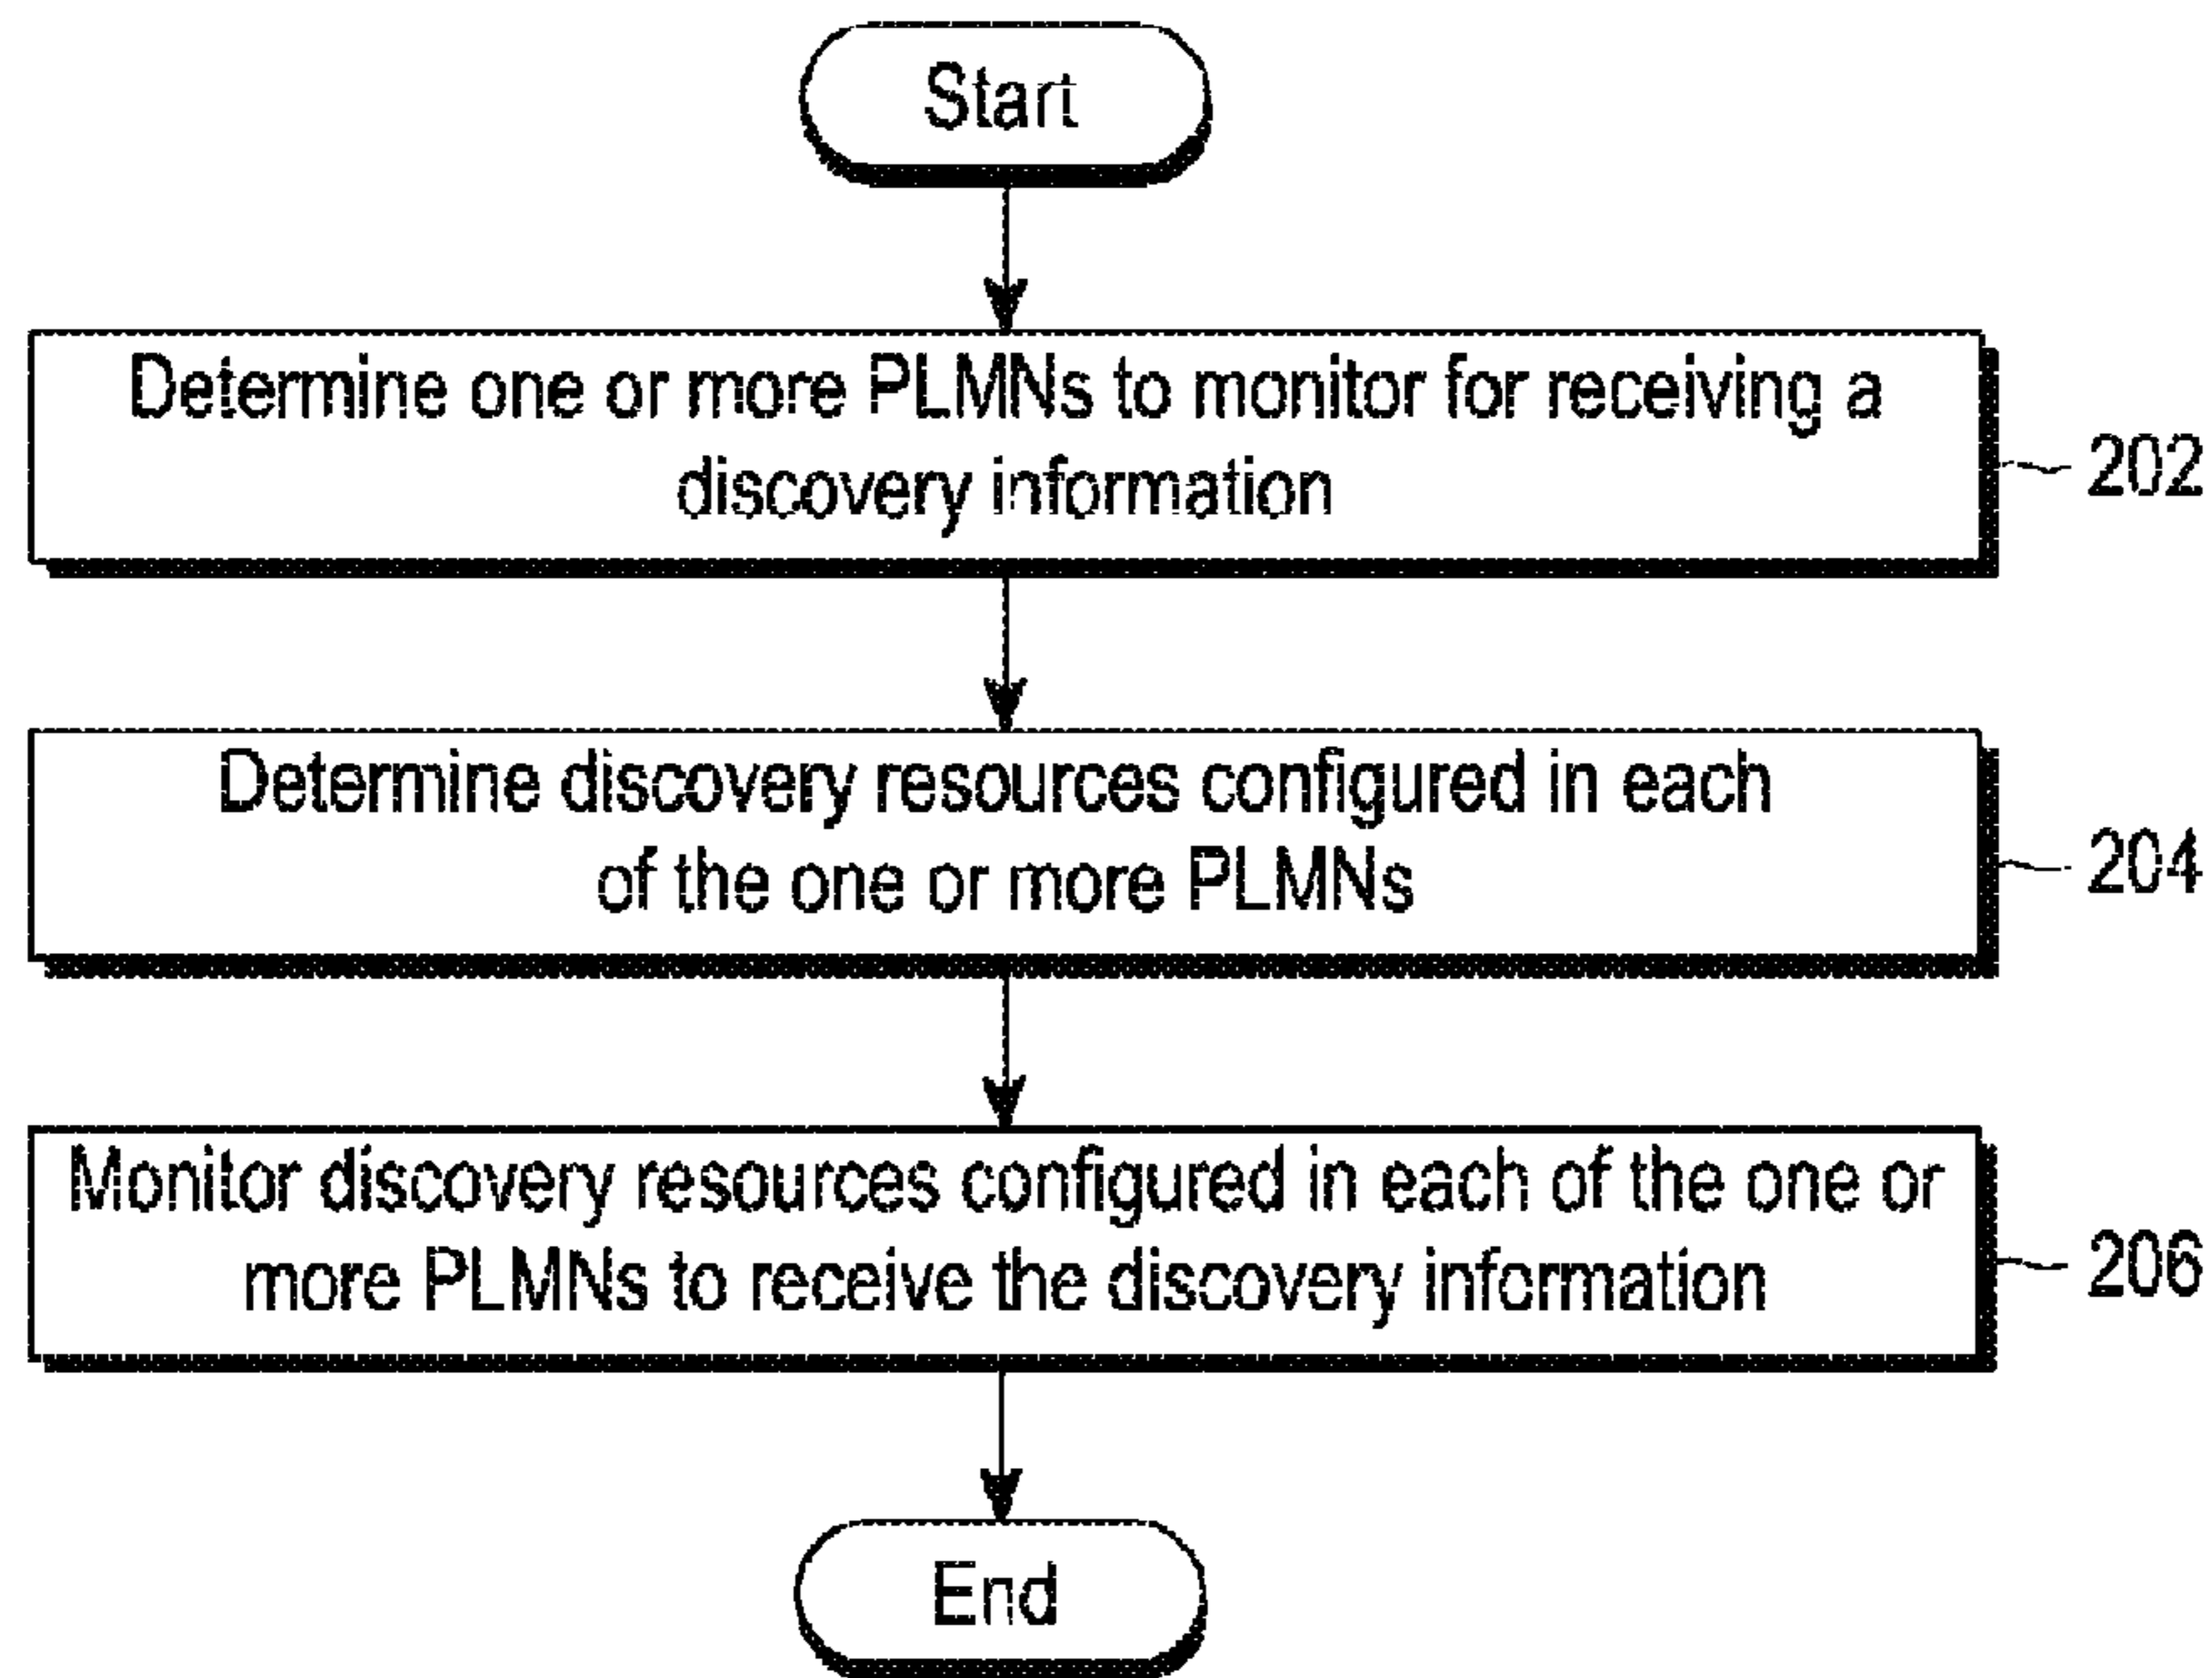 Start
Determine one or more PLMNs to monitor for receiving a
discovery information
202
Determine discovery resources configured in each
of the one or more PLMNs
204
Monitor discovery resources configured in each of the one or
more PLMNs to receive the discovery information
206
End